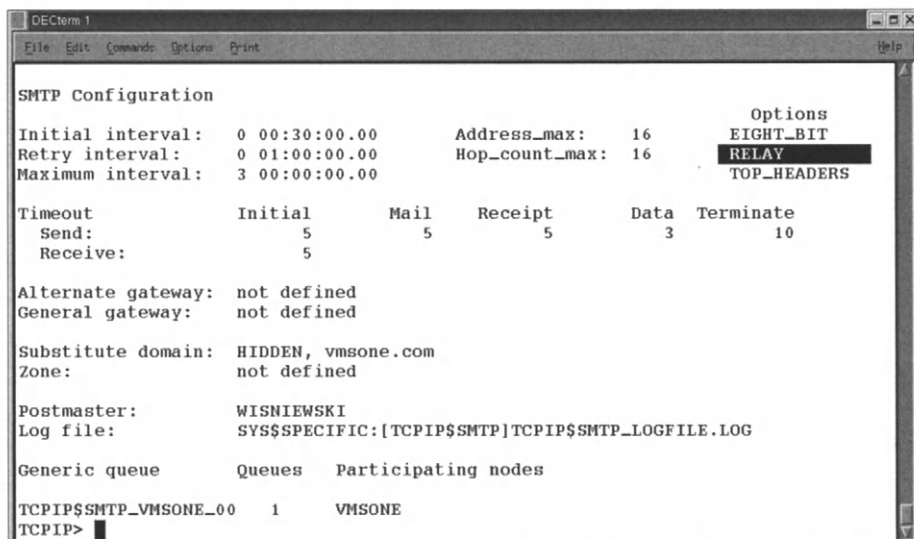 DECterm 1
File Edit Commands Options Print Help
SMTP Configuration
Options
Initial interval: 0 00:30:00.00 Address_max: 16 EIGHT_BIT
Retry interval: 0 01:00:00.00 Hop_count_max: 16 RELAY
Maximum interval: 3 00:00:00.00 TOP_HEADERS
Timeout Initial Mail Receipt Data Terminate
Send: 5 5 5 3 10
Receive: 5
Alternate gateway: not defined
General gateway: not defined
Substitute domain: HIDDEN, vmsone.com
Zone: not defined
Postmaster: WISNIEWSKI
Log file: SYS$SPECIFIC:[TCPIP$SMTP]TCPIP$SMTP_LOGFILE.LOG
Generic queue Queues Participating nodes
TCPIP$SMTP_VMSONE_00 1 VMSONE
TCPIP>